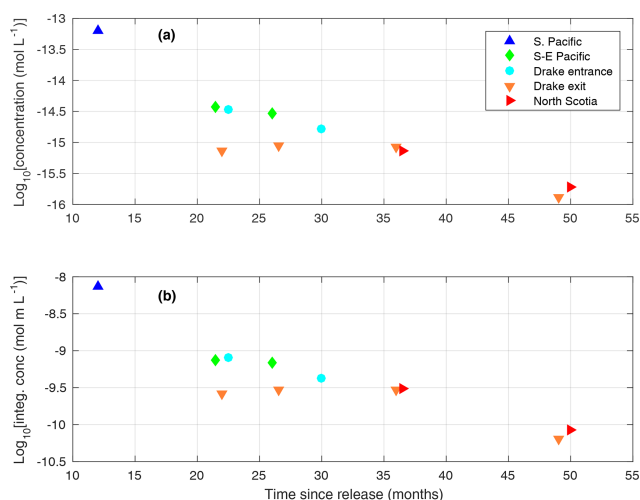 (a)
S. Pacific
S-E Pacific
Drake entrance
Drake exit
North Scotia
Log10[concentration (mol L-1)]
-13
-13.5
-14
-14.5
-15
-15.5
-16
10 15 20 25 30 35 40 45 50 55
(b)
Log10[integ. conc (mol m L-1)]
-8
-8.5
-9
-9.5
-10
-10.5
10 15 20 25 30 35 40 45 50 55
Time since release (months)